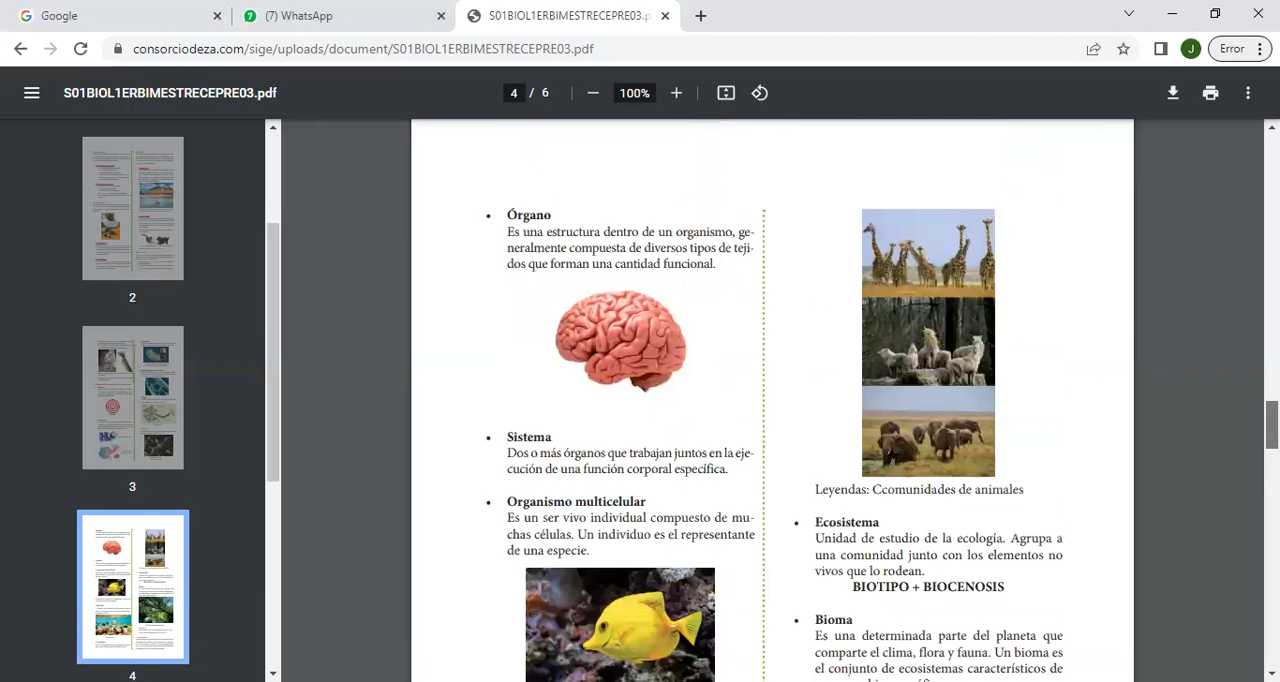 Google
(7) WhatsApp
S01BIOL1ERBIMESTRECEPRE03.p
consorciodeza.com/sige/uploads/document/S01BIOL1ERBIMESTRECEPRE03.pdf
J
Error
S01BIOL1ERBIMESTRECEPRE03.pdf
4 / 6
100%
2
3
4
• Órgano
Es una estructura dentro de un organismo, ge-
neralmente compuesta de diversos tipos de teji-
dos que forman una cantidad funcional.
• Sistema
Dos o más órganos que trabajan juntos en la eje-
cución de una función corporal específica.
• Organismo multicelular
Es un ser vivo individual compuesto de mu-
chas células. Un individuo es el representante
de una especie.
Leyendas: Ccomunidades de animales
• Ecosistema
Unidad de estudio de la ecología. Agrupa a
una comunidad junto con los elementos no
vivos que lo rodean.
BIOTIPO + BIOCENOSIS
• Bioma
Es una determinada parte del planeta que
comparte el clima, flora y fauna. Un bioma es
el conjunto de ecosistemas característicos de